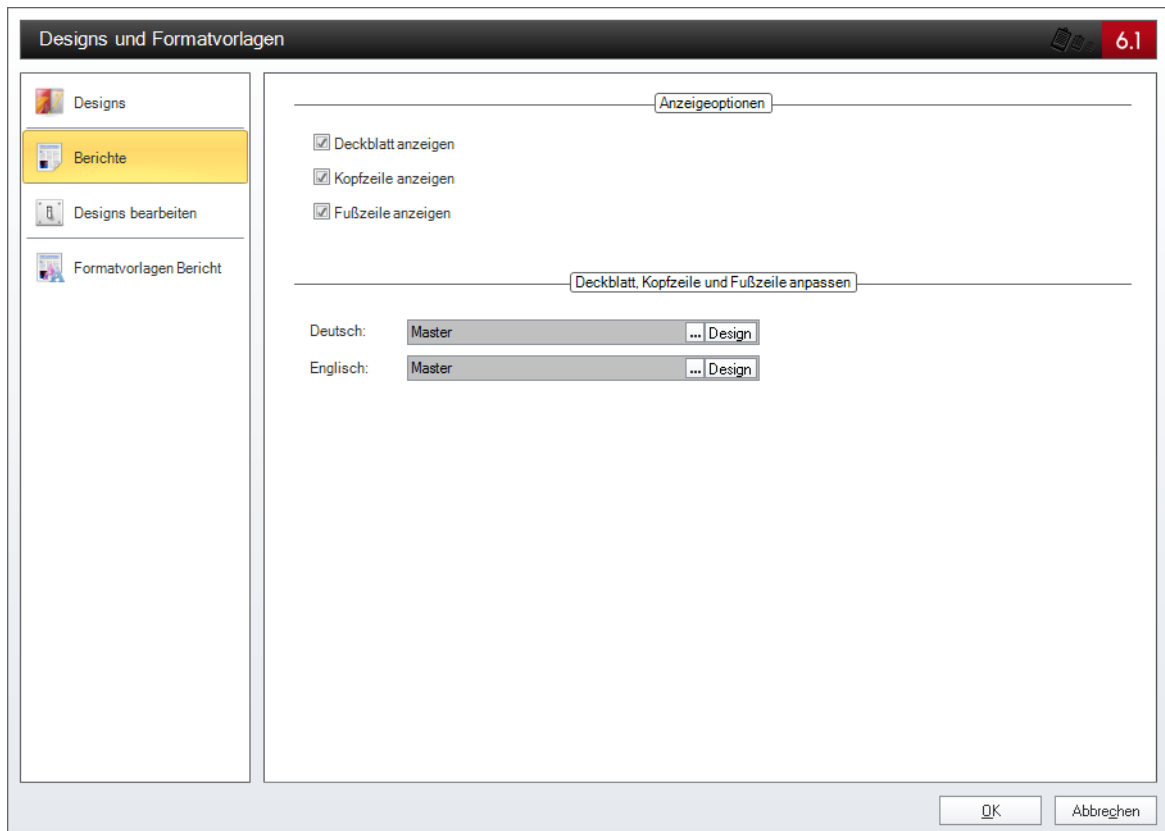 Designs und Formatvorlagen
6.1
Designs
Berichte
Designs bearbeiten
Formatvorlagen Bericht
Anzeigeoptionen
Deckblatt anzeigen
Kopfzeile anzeigen
Fußzeile anzeigen
Deckblatt, Kopfzeile und Fußzeile anpassen
Deutsch: Master ... Design
Englisch: Master ... Design
OK Abbrechen